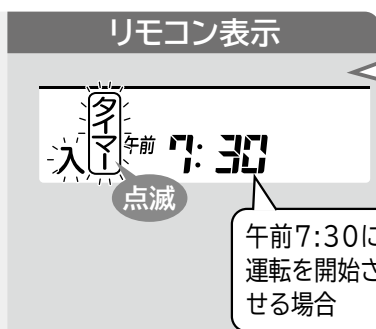 リモコン表示
入タイマー 午前 7:30
点滅
午前7:30に
運転を開始さ
せる場合